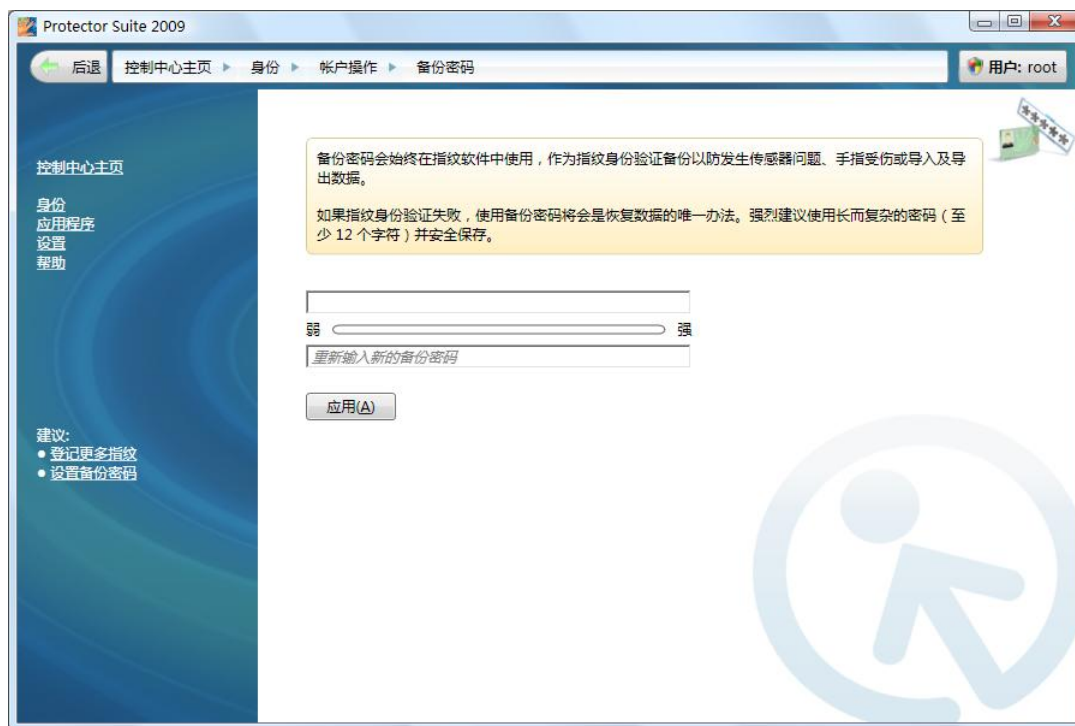 Protector Suite 2009
后退 控制中心主页 身份 帐户操作 备份密码 用户: root
控制中心主页
身份
应用程序
设置
帮助
建议:
登记更多指纹
设置备份密码
备份密码会始终在指纹软件中使用，作为指纹身份验证备份以防发生传感器问题、手指受伤或导入及导
出数据。
如果指纹身份验证失败，使用备份密码将会是恢复数据的唯一办法。强烈建议使用长而复杂的密码（至
少 12 个字符）并安全保存。
弱 强
重新输入新的备份密码
应用(A)
*****